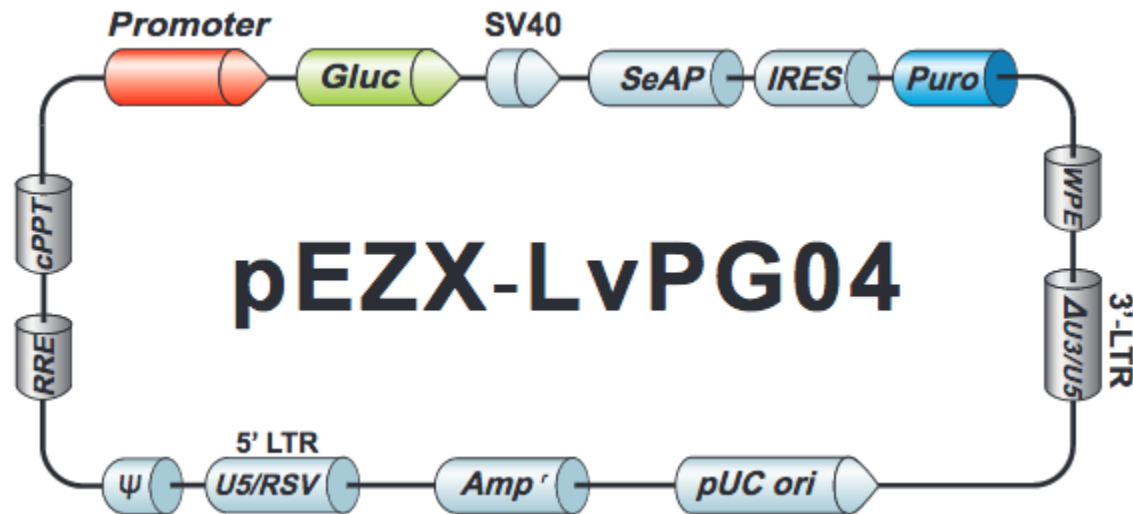 Promoter
Gluc
SV40
SeAP
IRES
Puro
cPPT
WPE
pEZX-LvPG04
RRE
ΔU3/U5
3'-LTR
5' LTR
Ψ
U5/RSV
Amp r
pUC ori